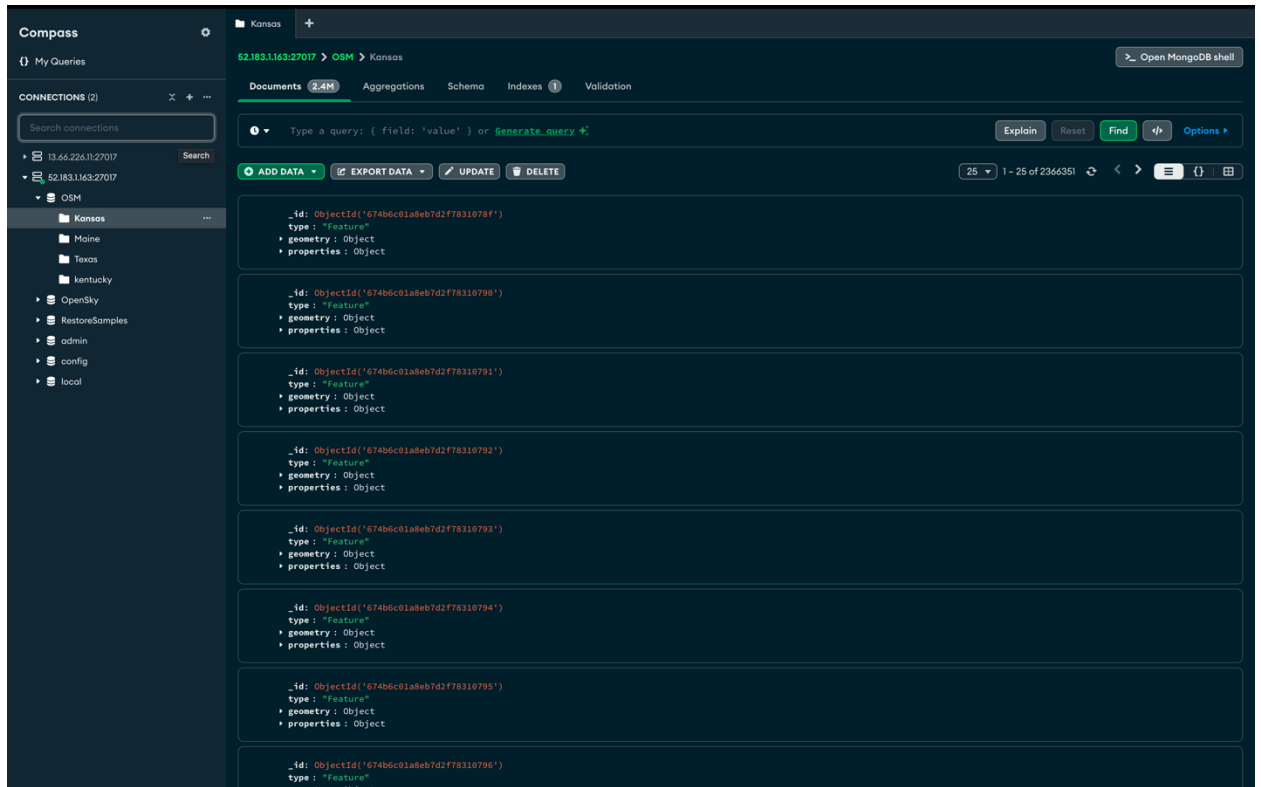 Compass
{} My Queries
CONNECTIONS (2)
Search connections
13.66.226.11:27017
Search
52.183.1.163:27017
OSM
Kansas
Maine
Texas
kentucky
OpenSky
RestoreSamples
admin
config
local
Kansas
52.183.1.163:27017 > OSM > Kansas
>_ Open MongoDB shell
Documents 2.4M Aggregations Schema Indexes 1 Validation
Type a query: { field: 'value' } or Generate query
Explain Reset Find </> Options
ADD DATA EXPORT DATA UPDATE DELETE
25 1 – 25 of 2366351 {}
_id: ObjectId('674b6c01a8eb7d2f7831078f')
type : "Feature"
geometry : Object
properties : Object
_id: ObjectId('674b6c01a8eb7d2f78310790')
type : "Feature"
geometry : Object
properties : Object
_id: ObjectId('674b6c01a8eb7d2f78310791')
type : "Feature"
geometry : Object
properties : Object
_id: ObjectId('674b6c01a8eb7d2f78310792')
type : "Feature"
geometry : Object
properties : Object
_id: ObjectId('674b6c01a8eb7d2f78310793')
type : "Feature"
geometry : Object
properties : Object
_id: ObjectId('674b6c01a8eb7d2f78310794')
type : "Feature"
geometry : Object
properties : Object
_id: ObjectId('674b6c01a8eb7d2f78310795')
type : "Feature"
geometry : Object
properties : Object
_id: ObjectId('674b6c01a8eb7d2f78310796')
type : "Feature"